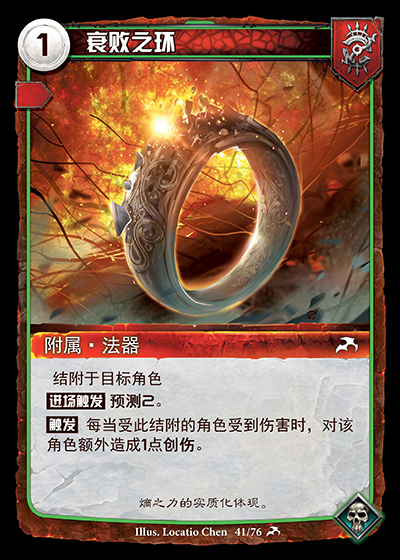 1
衰败之环
附属·法器
结附于目标角色
进场触发 预测2。
触发 每当受此结附的角色受到伤害时，对该
角色额外造成1点创伤。
熵之力的实质化体现。
Illus. Locatio Chen 41/76